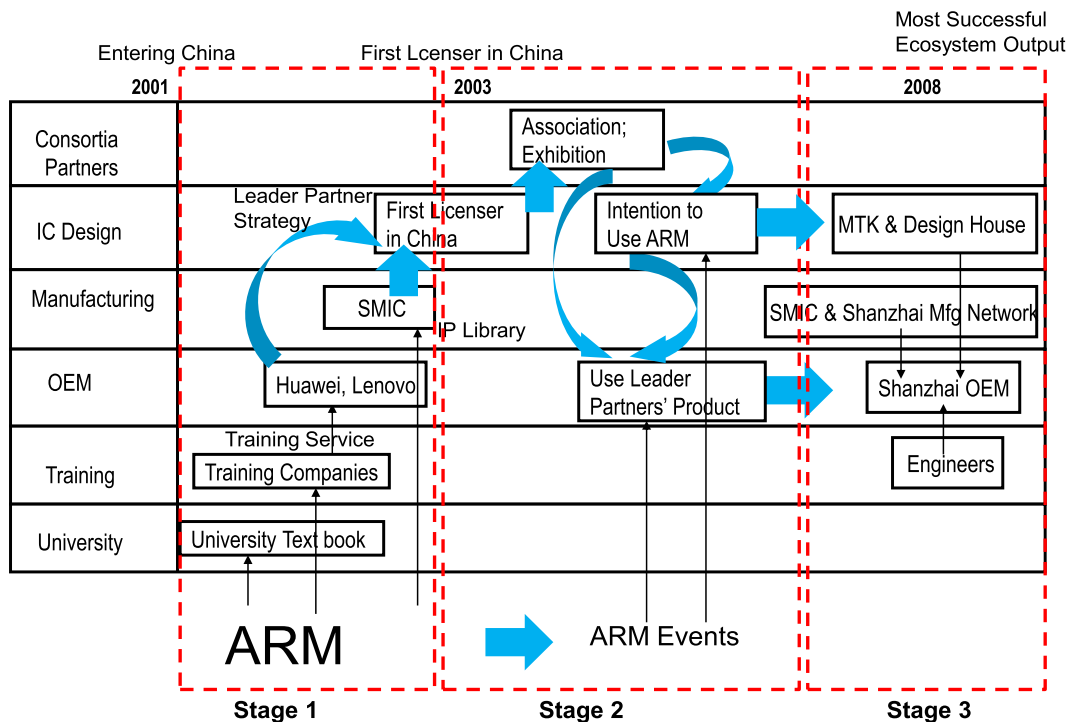 Most Successful
Ecosystem Output
Entering China
First Lcenser in China
2001
2003
2008
Consortia
Partners
Association;
Exhibition
IC Design
Leader Partner
Strategy
First Licenser
in China
Intention to
Use ARM
MTK & Design House
Manufacturing
SMIC
IP Library
SMIC & Shanzhai Mfg Network
OEM
Huawei, Lenovo
Use Leader
Partners’ Product
Shanzhai OEM
Training
Training Service
Training Companies
Engineers
University
University Text book
ARM
ARM Events
Stage 1
Stage 2
Stage 3